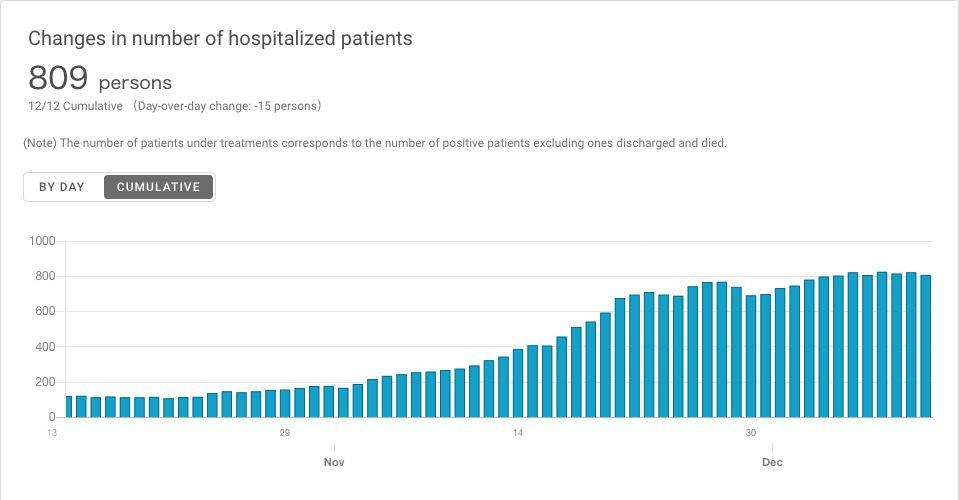 Changes in number of hospitalized patients
809 persons
12/12 Cumulative （Day-over-day change: -15 persons）
(Note) The number of patients under treatments corresponds to the number of positive patients excluding ones discharged and died.
BY DAY CUMULATIVE
1000
800
600
400
200
0
13 29 14 30
Nov Dec